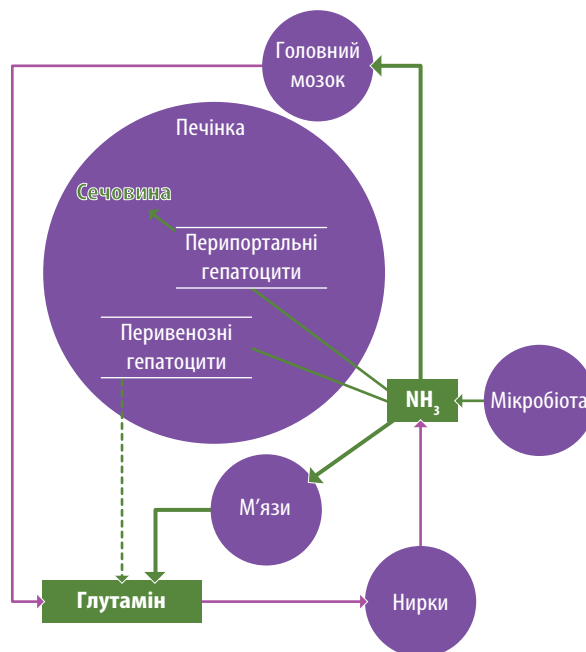 Головний
мозок
Печінка
Сечовина
Перипортальні
гепатоцити
Перивенозні
гепатоцити
NH₃
Мікробіота
М'язи
Глутамін
Нирки